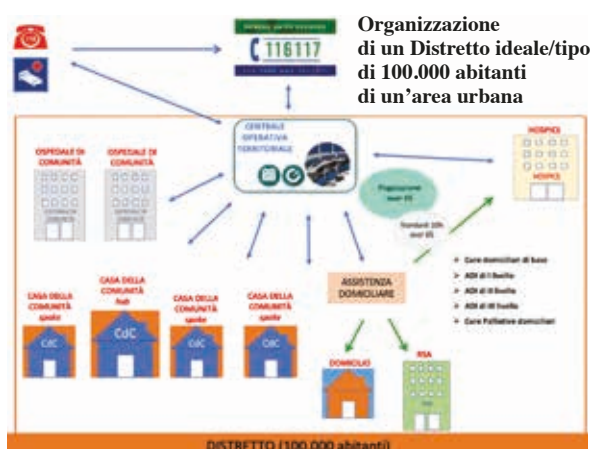 Organizzazione
di un Distretto ideale/tipo
di 100.000 abitanti
di un'area urbana
116117
CENTRALE
OPERATIVA
TERRITORIALE
OSPEDALE DI
COMUNITÀ
OSPEDALE DI
COMUNITÀ
HOSPICE
HOSPICE
Popolazione
over 65
Standard 10%
over 65
ASSISTENZA
DOMICILIARE
Cure domiciliari di base
ADI di I livello
ADI di II livello
ADI di III livello
Cure Palliative domiciliari
CASA DELLA
COMUNITÀ
spoke
CdC
CASA DELLA
COMUNITÀ
hub
CdC
CASA DELLA
COMUNITÀ
spoke
CdC
CASA DELLA
COMUNITÀ
spoke
CdC
DOMICILIO
RSA
DISTRETTO (100.000 abitanti)